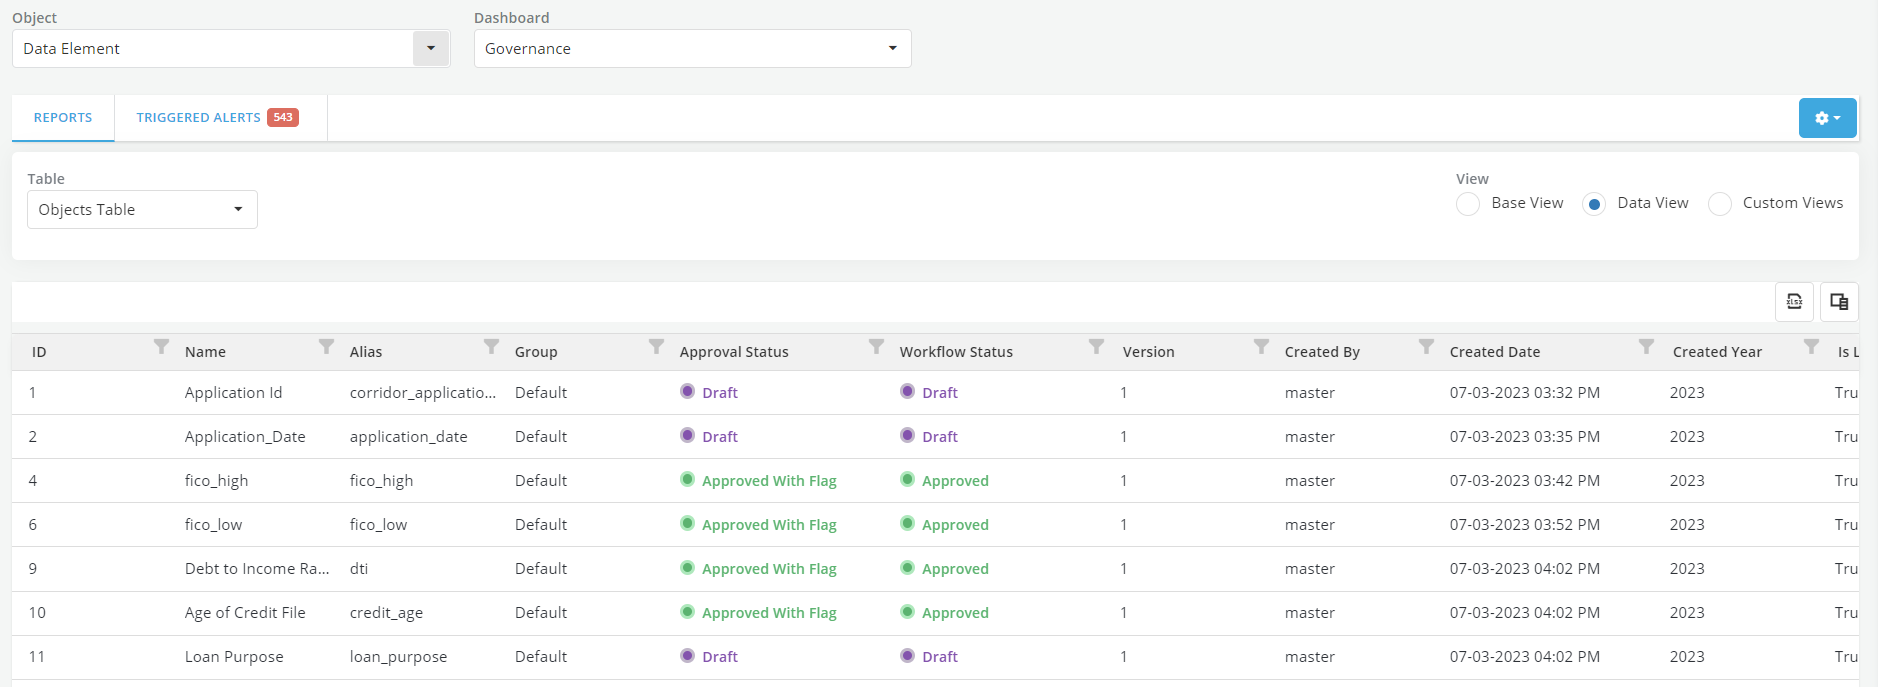 Object Dashboard
Data Element Governance
REPORTS TRIGGERED ALERTS 543
Table View
Objects Table Base View Data View Custom Views
xlsx
ID Name Alias Group Approval Status Workflow Status Version Created By Created Date Created Year Is L
1 Application Id corridor_applicatio... Default Draft Draft 1 master 07-03-2023 03:32 PM 2023 Tru
2 Application_Date application_date Default Draft Draft 1 master 07-03-2023 03:35 PM 2023 Tru
4 fico_high fico_high Default Approved With Flag Approved 1 master 07-03-2023 03:42 PM 2023 Tru
6 fico_low fico_low Default Approved With Flag Approved 1 master 07-03-2023 03:52 PM 2023 Tru
9 Debt to Income Ra... dti Default Approved With Flag Approved 1 master 07-03-2023 04:02 PM 2023 Tru
10 Age of Credit File credit_age Default Approved With Flag Approved 1 master 07-03-2023 04:02 PM 2023 Tru
11 Loan Purpose loan_purpose Default Draft Draft 1 master 07-03-2023 04:02 PM 2023 Tru